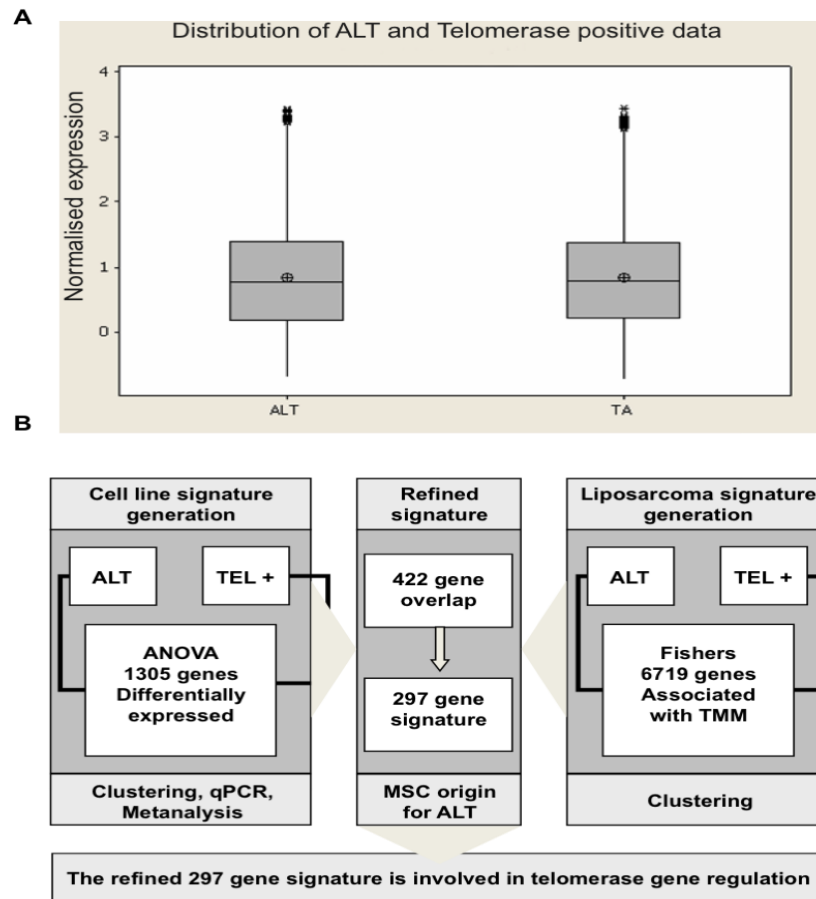 A
Distribution of ALT and Telomerase positive data
Normalised expression
4
3
2
1
0
ALT
TA
B
Cell line signature
generation
ALT
TEL +
ANOVA
1305 genes
Differentially
expressed
Clustering, qPCR,
Metanalysis
Refined
signature
422 gene
overlap
297 gene
signature
MSC origin
for ALT
Liposarcoma signature
generation
ALT
TEL +
Fishers
6719 genes
Associated
with TMM
Clustering
The refined 297 gene signature is involved in telomerase gene regulation